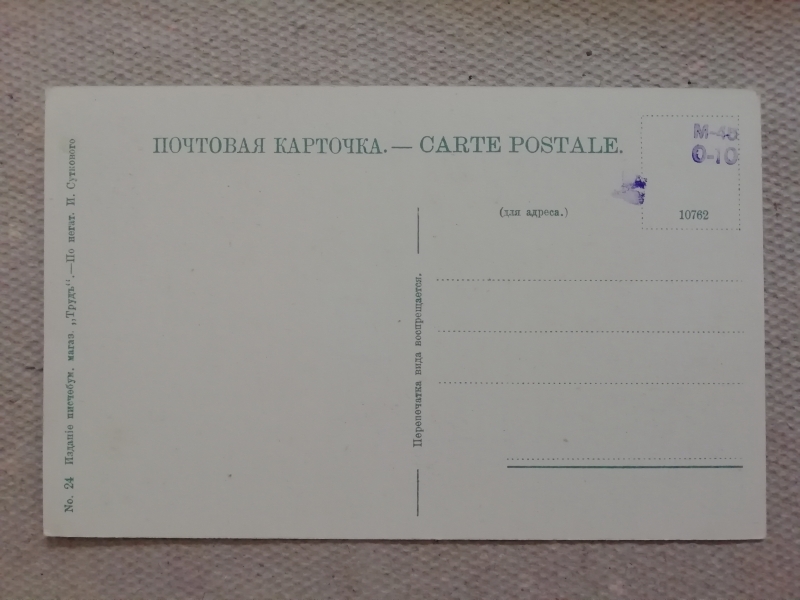 ПОЧТОВАЯ КАРТОЧКА. — CARTE POSTALE.
М-45
0-10
(для адреса.)
10762
Перепечатка вида воспрещается.
No. 24 Изданіе писчебум. магаз. „Трудъ“.—По негат. И. Суткового